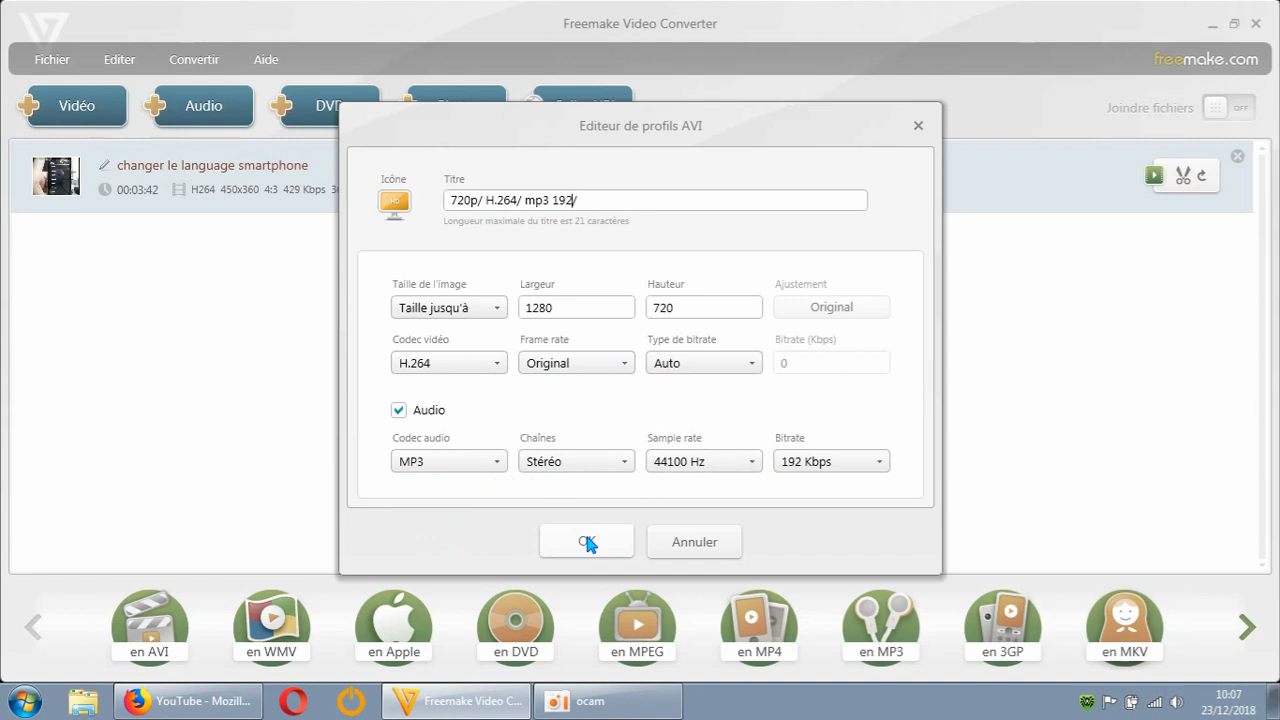 Freemake Video Converter
Fichier
Editer
Convertir
Aide
freemake.com
Vidéo
Audio
DVD
Joindre fichiers
OFF
Editeur de profils AVI
changer le language smartphone
00:03:42
H264 450x360 4:3 429 Kbps
Icône
HD
Titre
720p/ H.264/ mp3 192/
Longueur maximale du titre est 21 caractères
Taille de l'image
Largeur
Hauteur
Ajustement
Taille jusqu'à
1280
720
Original
Codec vidéo
Frame rate
Type de bitrate
Bitrate (Kbps)
H.264
Original
Auto
0
Audio
Codec audio
Chaînes
Sample rate
Bitrate
MP3
Stéréo
44100 Hz
192 Kbps
OK
Annuler
en AVI
en WMV
en Apple
en DVD
en MPEG
en MP4
en MP3
en 3GP
en MKV
YouTube - Mozill...
Freemake Video C...
ocam
10:07
23/12/2018